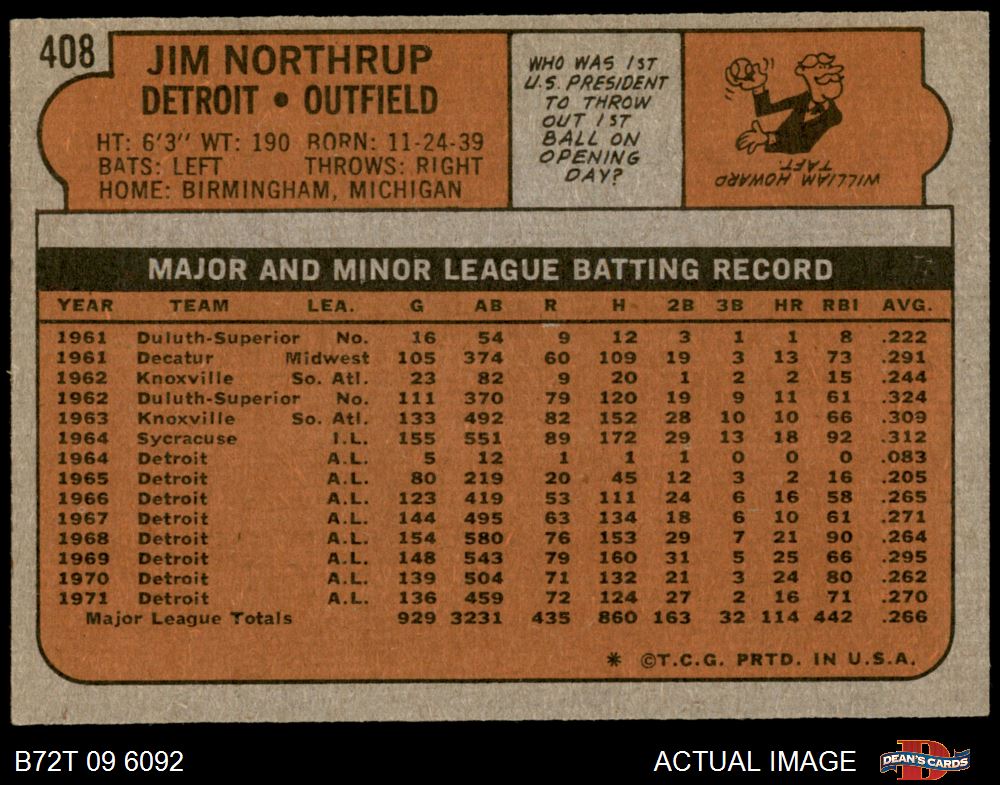 408
JIM NORTHRUP
DETROIT • OUTFIELD
HT: 6'3" WT: 190 BORN: 11-24-39
BATS: LEFT THROWS: RIGHT
HOME: BIRMINGHAM, MICHIGAN
WHO WAS 1ST
U.S. PRESIDENT
TO THROW
OUT 1ST
BALL ON
OPENING
DAY?
WILLIAM HOWARD
TAFT.
MAJOR AND MINOR LEAGUE BATTING RECORD
YEAR TEAM LEA. G AB R H 2B 3B HR RBI AVG.
1961 Duluth-Superior No. 16 54 9 12 3 1 1 8 .222
1961 Decatur Midwest 105 374 60 109 19 3 13 73 .291
1962 Knoxville So. Atl. 23 82 9 20 1 2 2 15 .244
1962 Duluth-Superior No. 111 370 79 120 19 9 11 61 .324
1963 Knoxville So. Atl. 133 492 82 152 28 10 10 66 .309
1964 Sycracuse I.L. 155 551 89 172 29 13 18 92 .312
1964 Detroit A.L. 5 12 1 1 1 0 0 0 .083
1965 Detroit A.L. 80 219 20 45 12 3 2 16 .205
1966 Detroit A.L. 123 419 53 111 24 6 16 58 .265
1967 Detroit A.L. 144 495 63 134 18 6 10 61 .271
1968 Detroit A.L. 154 580 76 153 29 7 21 90 .264
1969 Detroit A.L. 148 543 79 160 31 5 25 66 .295
1970 Detroit A.L. 139 504 71 132 21 3 24 80 .262
1971 Detroit A.L. 136 459 72 124 27 2 16 71 .270
Major League Totals 929 3231 435 860 163 32 114 442 .266
* ©T.C.G. PRTD. IN U.S.A.
B72T 09 6092
ACTUAL IMAGE
D
DEAN'S CARDS